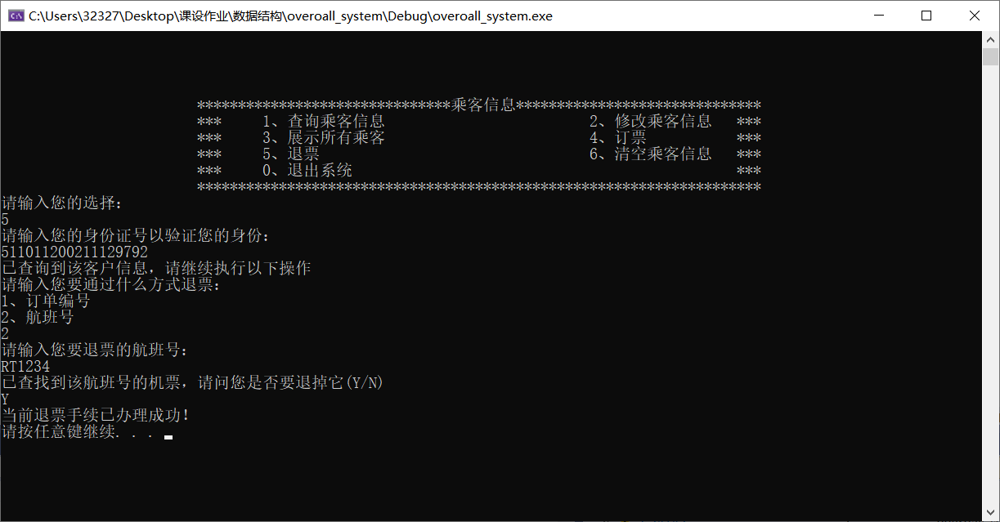 C:\Users\32327\Desktop\课设作业\数据结构\overoall_system\Debug\overoall_system.exe
*******************************乘客信息******************************
*** 1、查询乘客信息 2、修改乘客信息 ***
*** 3、展示所有乘客 4、订票 ***
*** 5、退票 6、清空乘客信息 ***
*** 0、退出系统 ***
*********************************************************************
请输入您的选择：
5
请输入您的身份证号以验证您的身份：
511011200211129792
已查询到该客户信息，请继续执行以下操作
请输入您要通过什么方式退票：
1、订单编号
2、航班号
2
请输入您要退票的航班号：
RT1234
已查找到该航班号的机票，请问您是否要退掉它(Y/N)
Y
当前退票手续已办理成功！
请按任意键继续. . .